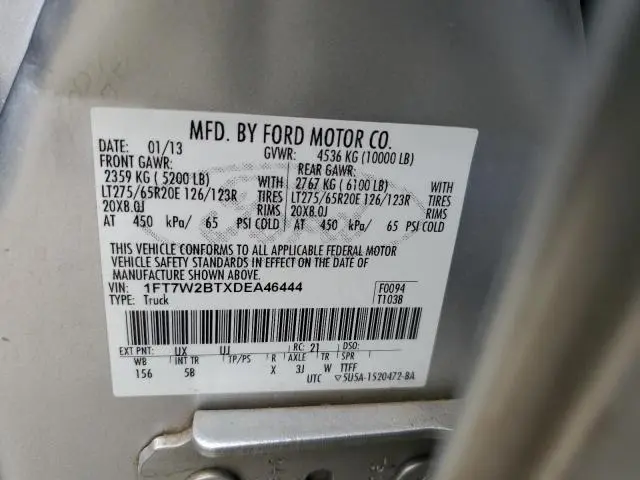 MFD. BY FORD MOTOR CO.
DATE: 01/13 GVWR: 4536 KG (10000 LB)
FRONT GAWR: REAR GAWR:
2359 KG ( 5200 LB) WITH 2767 KG ( 6100 LB) WITH
LT275/65R20E 126/123R TIRES LT275/65R20E 126/123R TIRES
20X8.0J RIMS 20X8.0J RIMS
AT 450 kPa/ 65 PSI COLD AT 450 kPa/ 65 PSI COLD
THIS VEHICLE CONFORMS TO ALL APPLICABLE FEDERAL MOTOR
VEHICLE SAFETY STANDARDS IN EFFECT ON THE DATE OF
MANUFACTURE SHOWN ABOVE.
VIN: 1FT7W2BTXDEA46444 F0094
TYPE: Truck T1038
EXT PNT: UX UJ RC: 21 DSO:
WB INT TR TP/PS R AXLE TR SPR
156 5B X 3J W TTFF
UTC ▽5U5A-1520472-BA